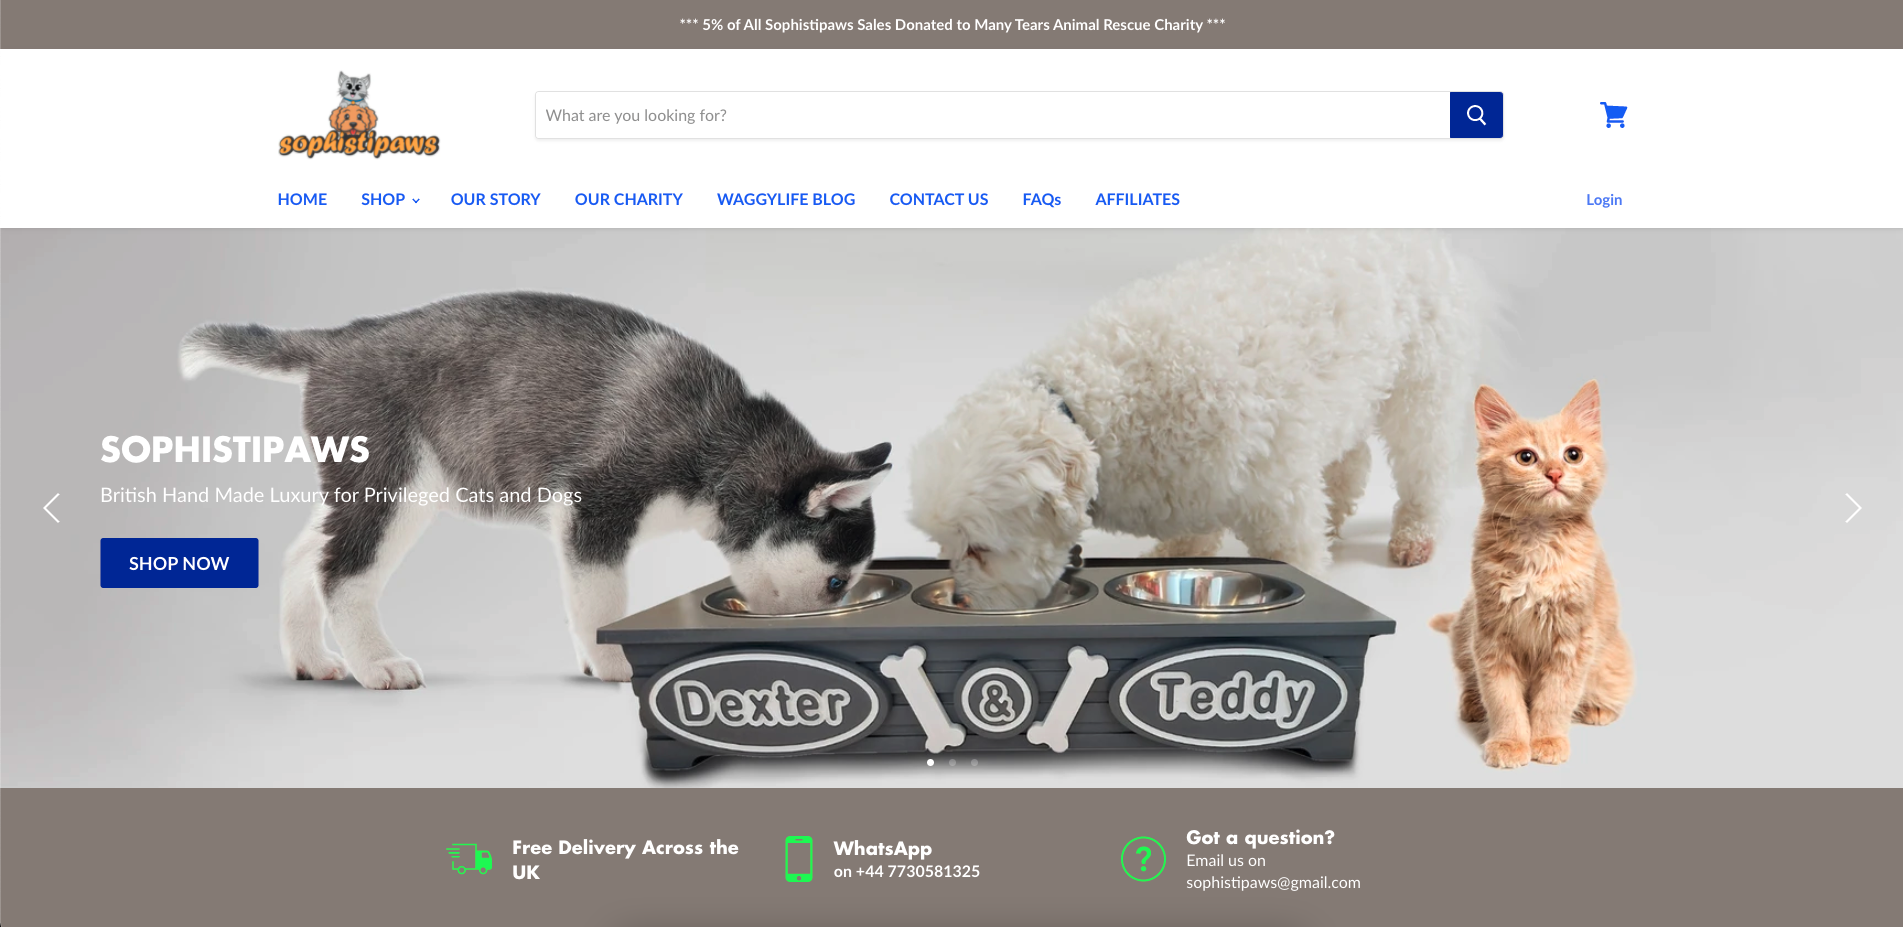 *** 5% of All Sophistipaws Sales Donated to Many Tears Animal Rescue Charity ***
sophistipaws
What are you looking for?
HOME SHOP OUR STORY OUR CHARITY WAGGYLIFE BLOG CONTACT US FAQs AFFILIATES Login
SOPHISTIPAWS
British Hand Made Luxury for Privileged Cats and Dogs
SHOP NOW
Dexter & Teddy
Free Delivery Across the
UK
WhatsApp
on +44 7730581325
?
Got a question?
Email us on
sophistipaws@gmail.com